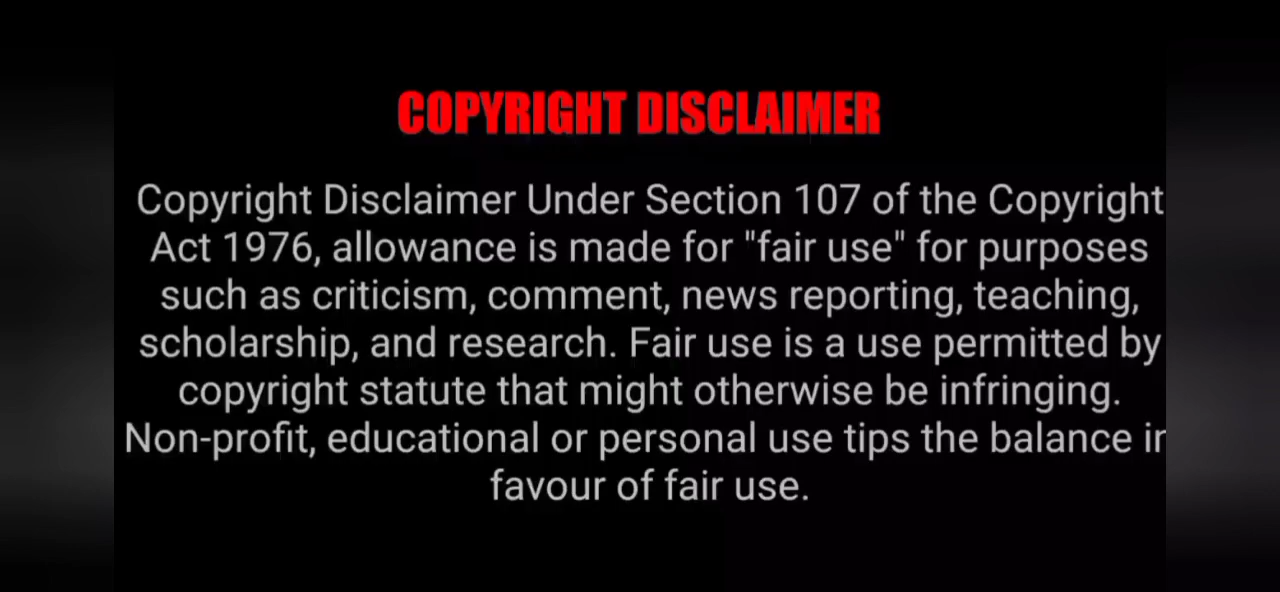 COPYRIGHT DISCLAIMER
Copyright Disclaimer Under Section 107 of the Copyright
Act 1976, allowance is made for "fair use" for purposes
such as criticism, comment, news reporting, teaching,
scholarship, and research. Fair use is a use permitted by
copyright statute that might otherwise be infringing.
Non-profit, educational or personal use tips the balance in
favour of fair use.